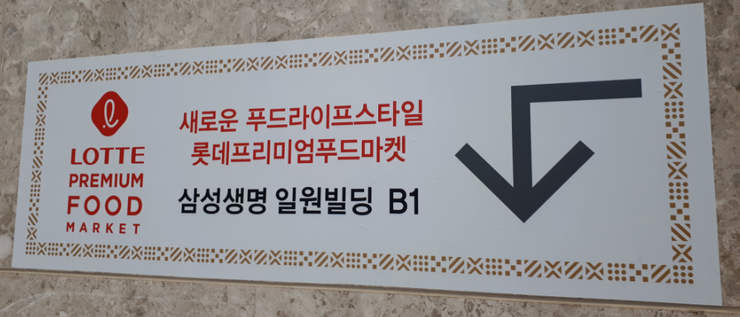 LOTTE
PREMIUM
FOOD
MARKET
새로운 푸드라이프스타일
롯데프리미엄푸드마켓
삼성생명 일원빌딩 B1